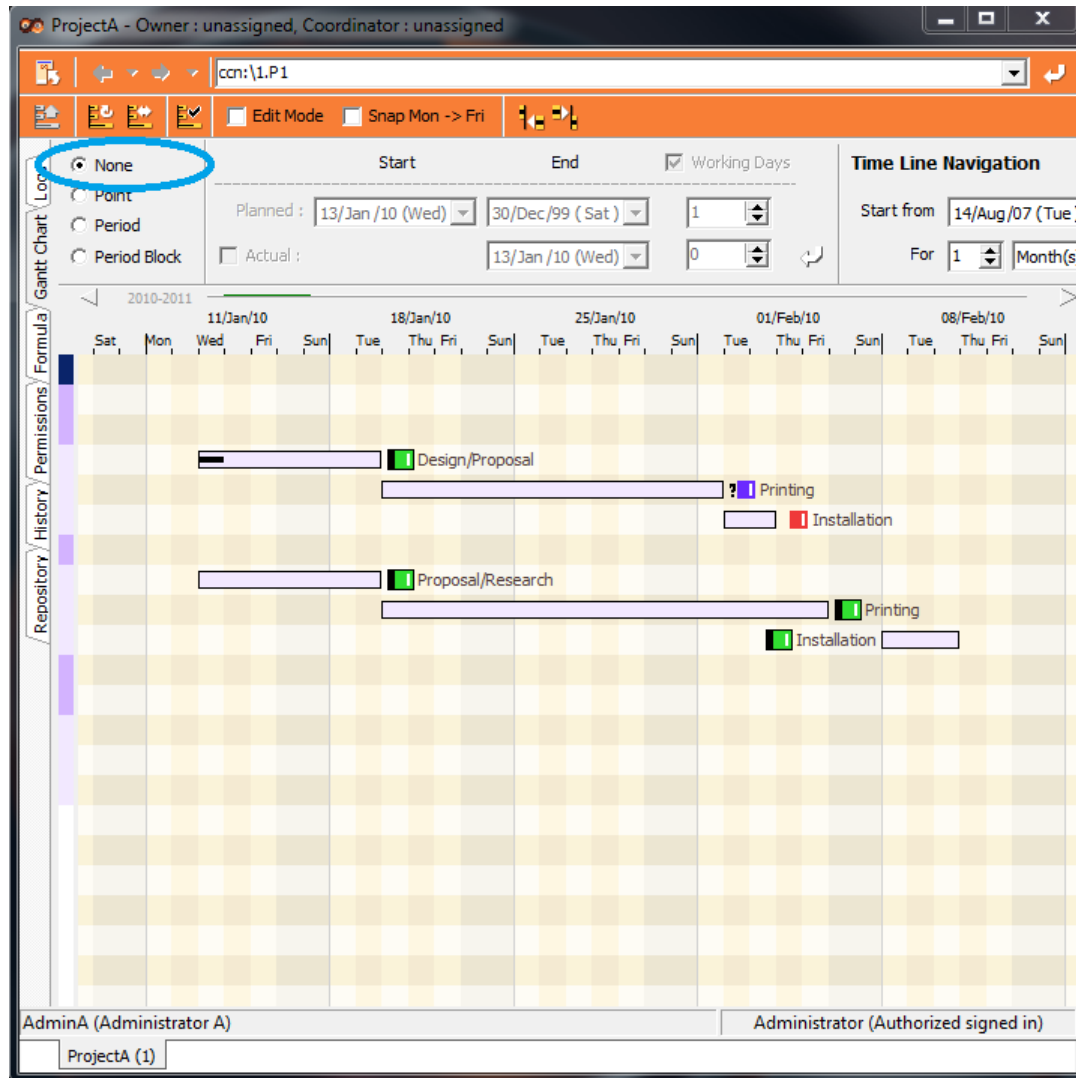 ProjectA - Owner : unassigned, Coordinator : unassigned
ccn:\1.P1
Edit Mode Snap Mon -> Fri
None Start End Working Days Time Line Navigation
Point
Planned : 13/Jan /10 (Wed) 30/Dec/99 ( Sat ) 1 Start from 14/Aug/07 (Tue )
Period
Period Block Actual : 13/Jan /10 (Wed) 0 For 1 Month(s
Gantt Chart
Formula
Permissions
History
Repository
2010-2011
11/Jan/10 18/Jan/10 25/Jan/10 01/Feb/10 08/Feb/10
Sat Mon Wed Fri Sun Tue Thu Fri Sun Tue Thu Fri Sun Tue Thu Fri Sun Tue Thu Fri Sun
Design/Proposal
? Printing
Installation
Proposal/Research
Printing
Installation
AdminA (Administrator A) Administrator (Authorized signed in)
ProjectA (1)